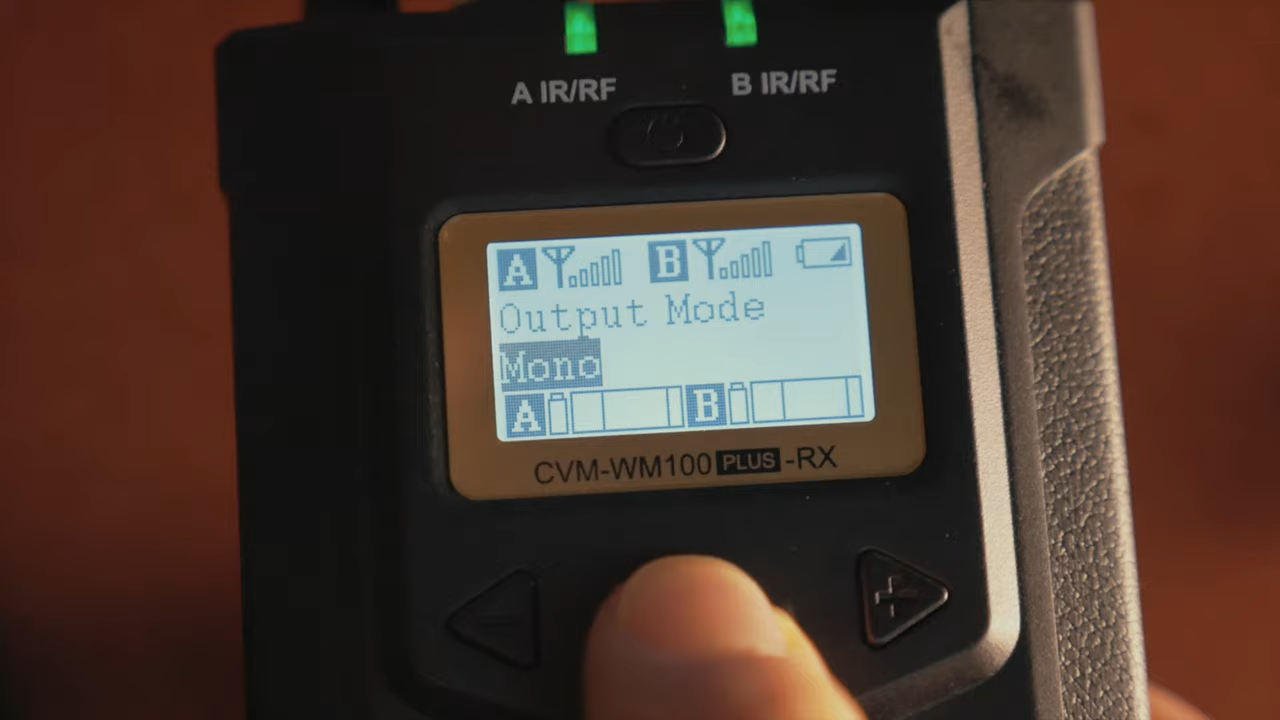 A IR/RF B IR/RF
A B
Output Mode
Mono
A B
CVM-WM100 PLUS -RX